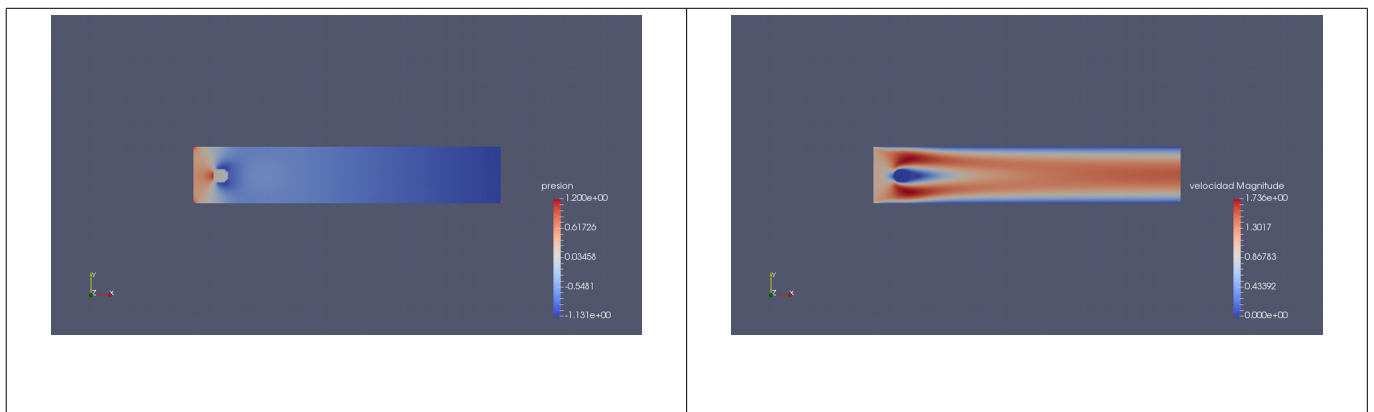 presion
1.200e+00
0.61726
0.03458
-0.5481
-1.131e+00
Y
Z X
velocidad Magnitude
1.736e+00
1.3017
0.86783
0.43392
0.000e+00
Y
Z X